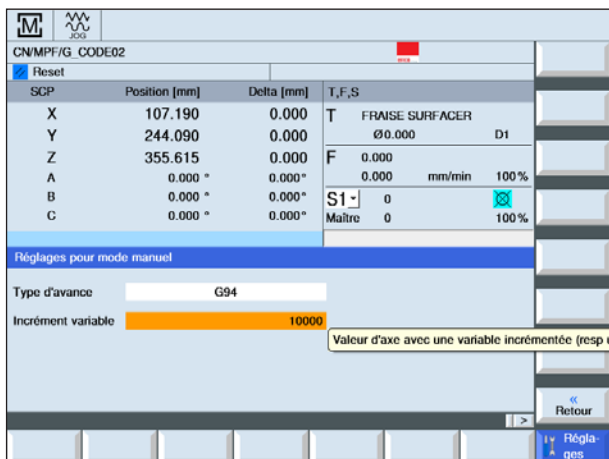 M
JOG
CN/MPF/G_CODE02
Reset
SCP Position [mm] Delta [mm] T,F,S
X 107.190 0.000
Y 244.090 0.000
Z 355.615 0.000
A 0.000 ° 0.000°
B 0.000 ° 0.000°
C 0.000 ° 0.000°
T FRAISE SURFACER
Ø0.000 D1
F 0.000
0.000 mm/min 100%
S1 0
Maître 0 100%
Réglages pour mode manuel
Type d'avance G94
Incrément variable 10000
Valeur d'axe avec une variable incrémentée (resp
«
Retour
>
Régla-
ges